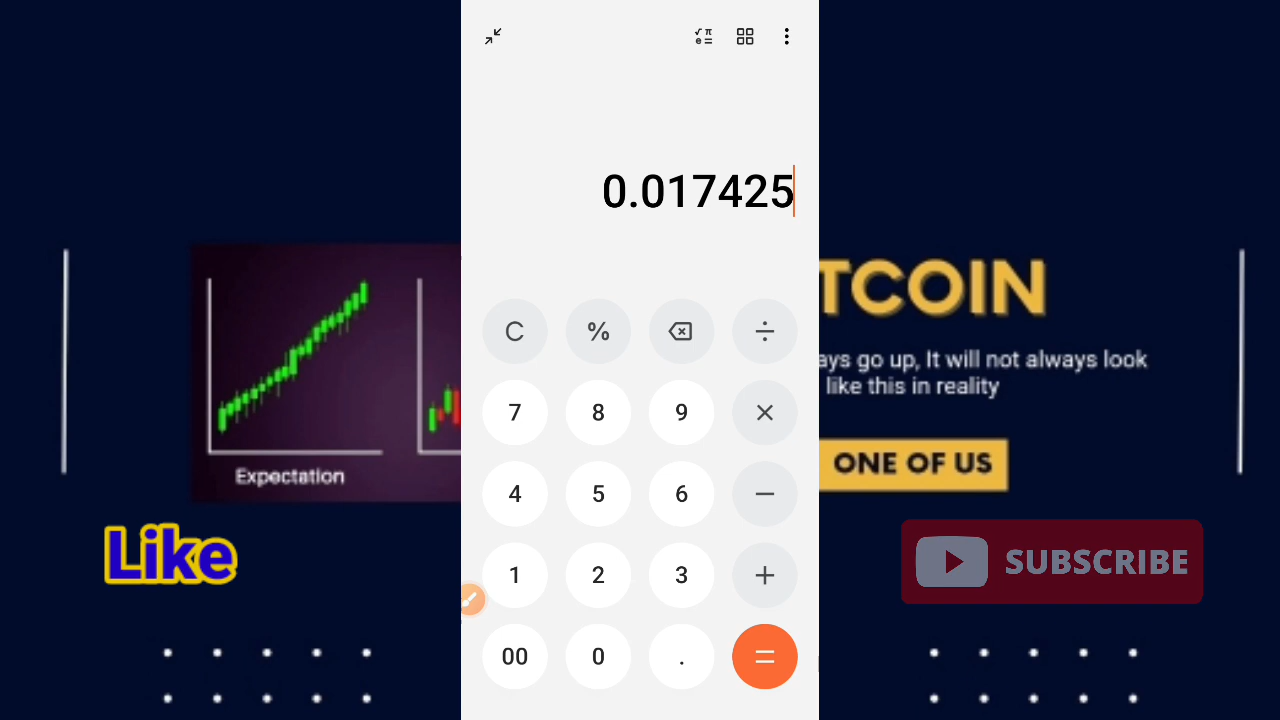 √ π
e =
0.017425
C % ÷
7 8 9 ×
4 5 6 −
1 2 3 +
00 0 . =
Expectation
TCOIN
ays go up, It will not always look
like this in reality
ONE OF US
Like
SUBSCRIBE